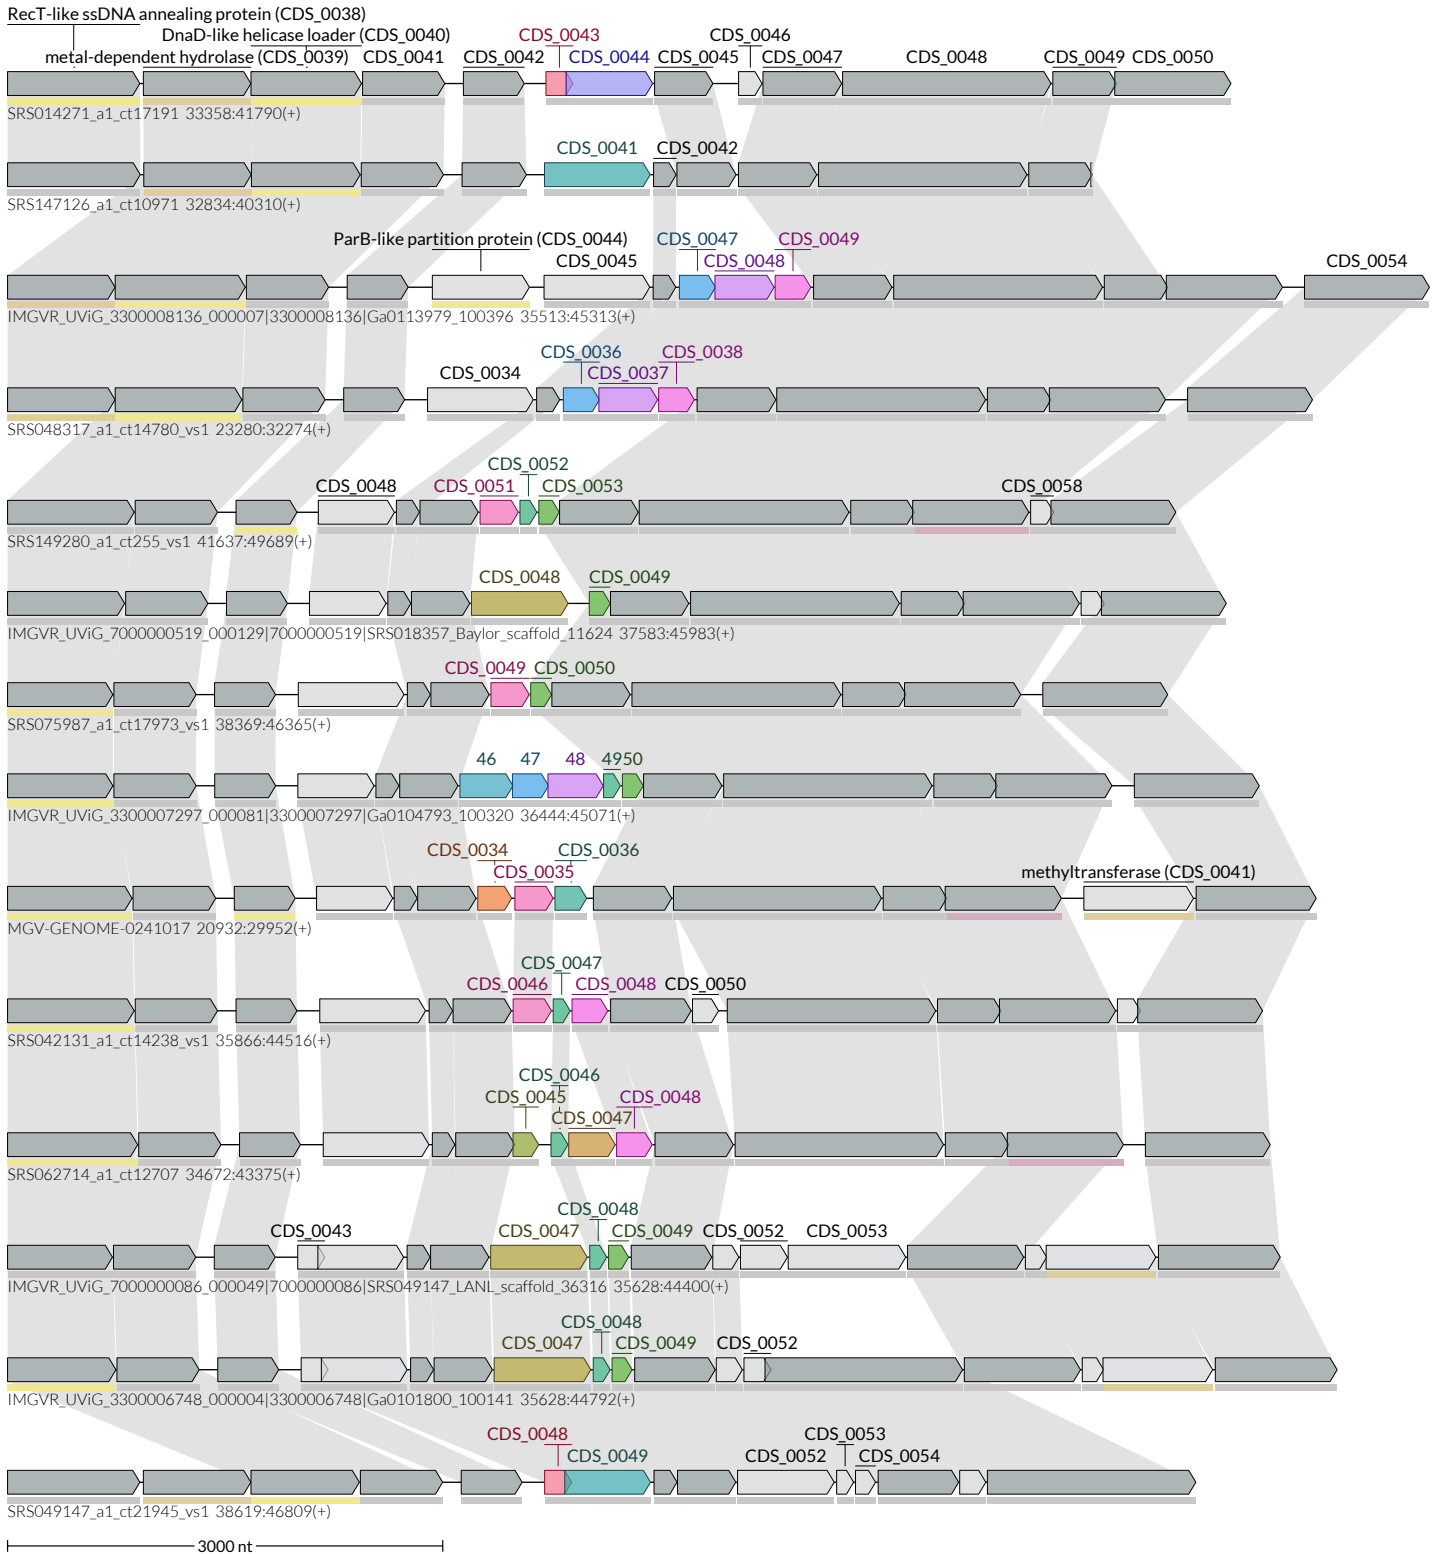 RecT-like ssDNA annealing protein (CDS_0038)
DnaD-like helicase loader (CDS_0040) CDS_0043 CDS_0046
metal-dependent hydrolase (CDS_0039) CDS_0041 CDS_0042 CDS_0044 CDS_0045 CDS_0047 CDS_0048 CDS_0049 CDS_0050
SRS014271_a1_ct17191 33358:41790(+)
CDS_0041 CDS_0042
SRS147126_a1_ct10971 32834:40310(+)
ParB-like partition protein (CDS_0044) CDS_0047 CDS_0049
CDS_0045 CDS_0048 CDS_0054
IMGVR_UViG_3300008136_000007|3300008136|Ga0113979_100396 35513:45313(+)
CDS_0036 CDS_0038
CDS_0034 CDS_0037
SRS048317_a1_ct14780_vs1 23280:32274(+)
CDS_0052
CDS_0048 CDS_0051 CDS_0053 CDS_0058
SRS149280_a1_ct255_vs1 41637:49689(+)
CDS_0048 CDS_0049
IMGVR_UViG_7000000519_000129|7000000519|SRS018357_Baylor_scaffold_11624 37583:45983(+)
CDS_0049 CDS_0050
SRS075987_a1_ct17973_vs1 38369:46365(+)
46 47 48 49 50
IMGVR_UViG_3300007297_000081|3300007297|Ga0104793_100320 36444:45071(+)
CDS_0034 CDS_0036
CDS_0035 methyltransferase (CDS_0041)
MGV-GENOME-0241017 20932:29952(+)
CDS_0047
CDS_0046 CDS_0048 CDS_0050
SRS042131_a1_ct14238_vs1 35866:44516(+)
CDS_0046
CDS_0045 CDS_0048
CDS_0047
SRS062714_a1_ct12707 34672:43375(+)
CDS_0048
CDS_0043 CDS_0047 CDS_0049 CDS_0052 CDS_0053
IMGVR_UViG_7000000086_000049|7000000086|SRS049147_LANL_scaffold_36316 35628:44400(+)
CDS_0048
CDS_0047 CDS_0049 CDS_0052
IMGVR_UViG_3300006748_000004|3300006748|Ga0101800_100141 35628:44792(+)
CDS_0048 CDS_0053
CDS_0049 CDS_0052 CDS_0054
SRS049147_a1_ct21945_vs1 38619:46809(+)
3000 nt